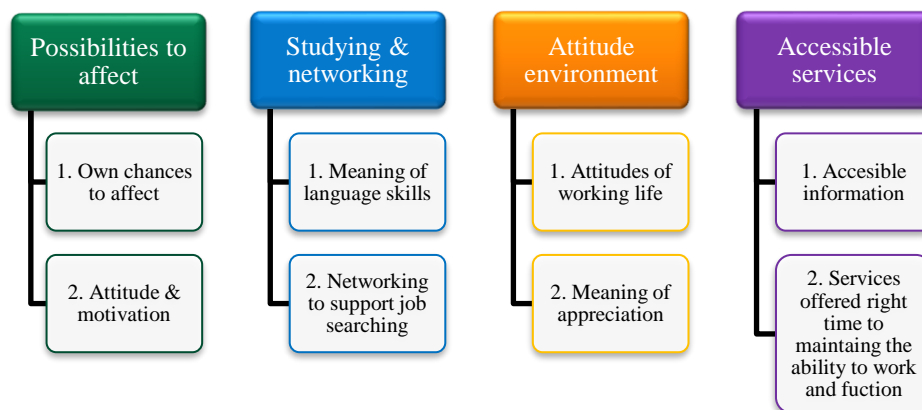 Possibilities to
affect
1. Own chances
to affect
2. Attitude &
motivation
Studying &
networking
1. Meaning of
language skills
2. Networking
to support job
searching
Attitude
environment
1. Attitudes of
working life
2. Meaning of
appreciation
Accessible
services
1. Accesible
information
2. Services
offered right
time to
maintaing the
ability to work
and fuction